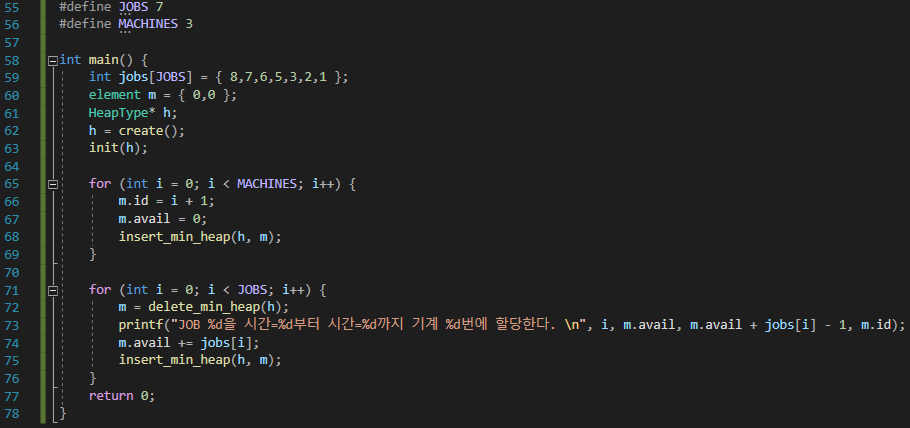 55 #define JOBS 7
56 #define MACHINES 3
57
58 int main() {
59     int jobs[JOBS] = { 8,7,6,5,3,2,1 };
60     element m = { 0,0 };
61     HeapType* h;
62     h = create();
63     init(h);
64
65     for (int i = 0; i < MACHINES; i++) {
66         m.id = i + 1;
67         m.avail = 0;
68         insert_min_heap(h, m);
69     }
70
71     for (int i = 0; i < JOBS; i++) {
72         m = delete_min_heap(h);
73         printf("JOB %d을 시간=%d부터 시간=%d까지 기계 %d번에 할당한다. \n", i, m.avail, m.avail + jobs[i] - 1, m.id);
74         m.avail += jobs[i];
75         insert_min_heap(h, m);
76     }
77     return 0;
78 }